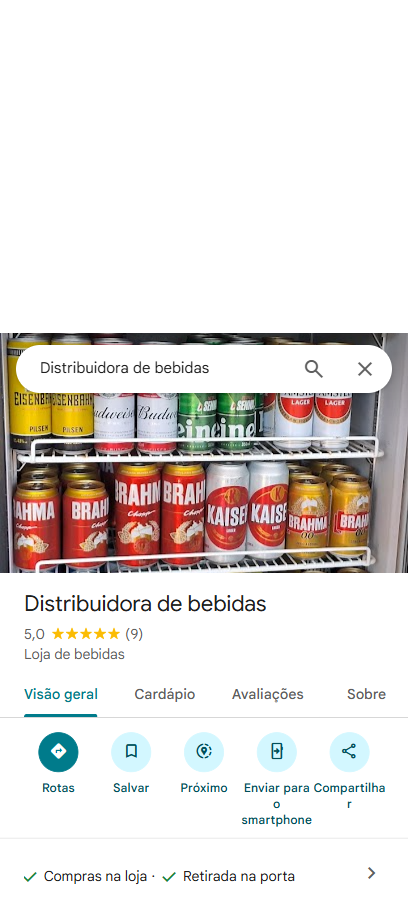 Distribuidora de bebidas
EISENBAHN EISENBAHN Budweiser Budweiser Heineken Heineken
PILSEN PILSEN LAGER LAGER
BRAHMA BRAHMA BRAHMA BRAHMA KAISER KAISER BRAHMA BRAHMA
Chopp Chopp Chopp
Distribuidora de bebidas
5,0 ★★★★★ (9)
Loja de bebidas
Visão geral Cardápio Avaliações Sobre
Rotas Salvar Próximo Enviar para Compartilha
o r
smartphone
Compras na loja · Retirada na porta